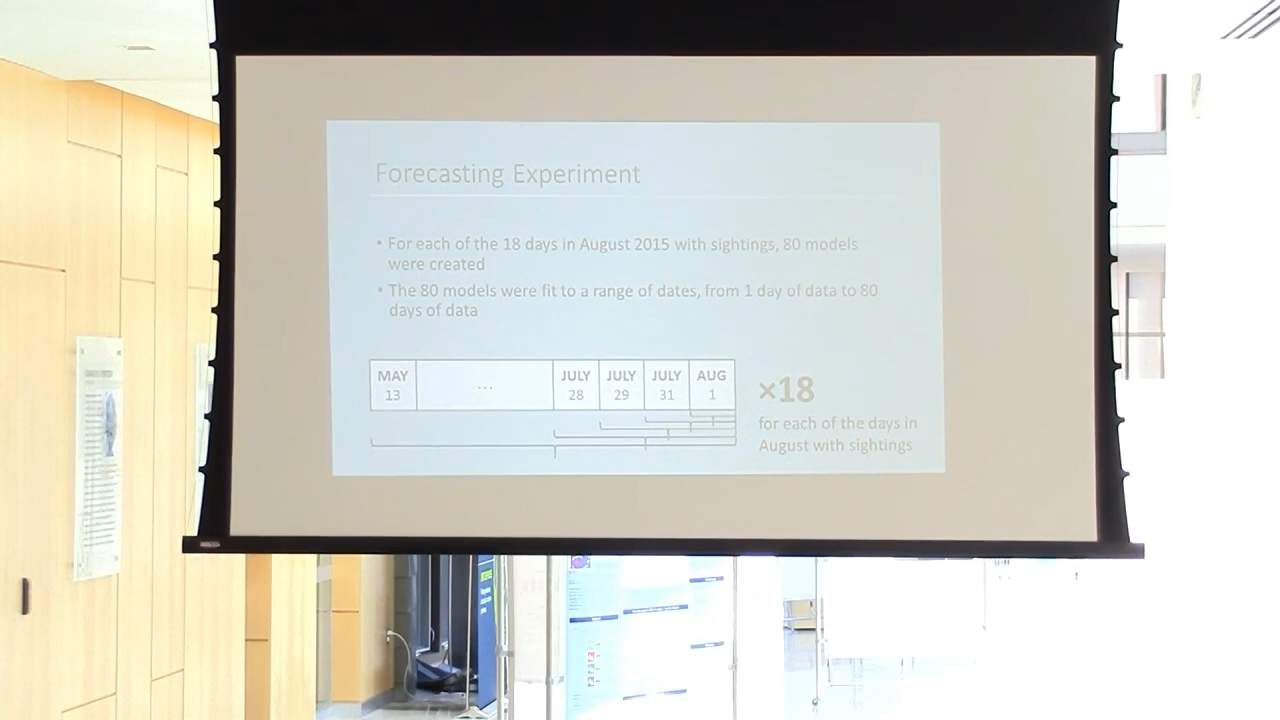 Forecasting Experiment
• For each of the 18 days in August 2015 with sightings, 80 models
were created
• The 80 models were fit to a range of dates, from 1 day of data to 80
days of data
MAY ... JULY JULY JULY AUG
13 28 29 31 1
×18
for each of the days in
August with sightings